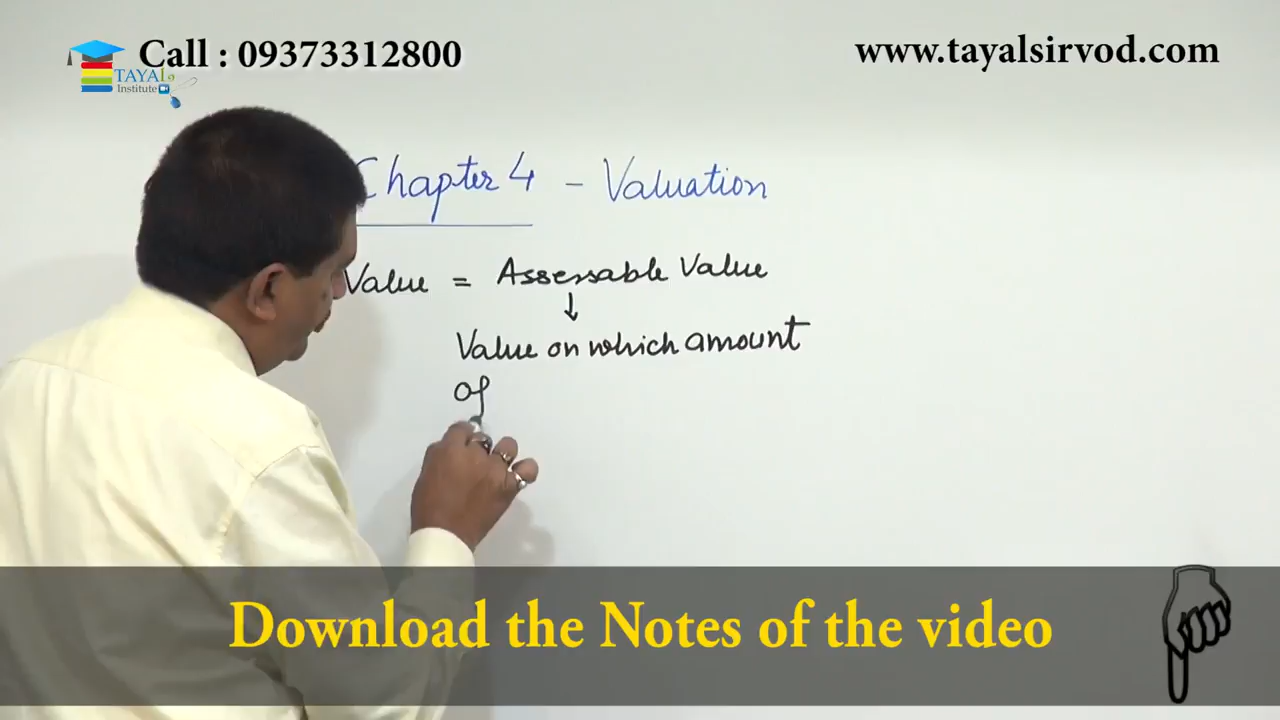 Call : 09373312800
www.tayalsirvod.com
TAYAL
Institute
Chapter 4 - Valuation
Value = Assessable Value
Value on which amount
of
Download the Notes of the video